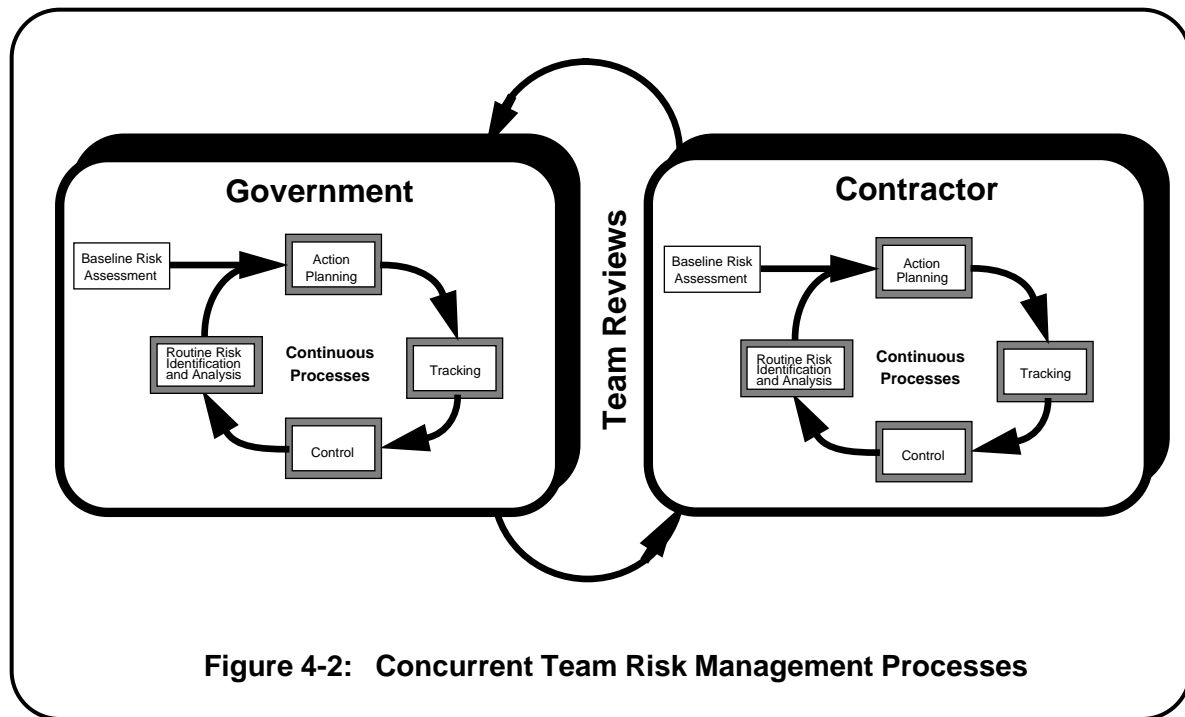 Government
Baseline Risk
Assessment
Action
Planning
Routine Risk
Identification
and Analysis
Continuous
Processes
Tracking
Control
Team Reviews
Contractor
Baseline Risk
Assessment
Action
Planning
Routine Risk
Identification
and Analysis
Continuous
Processes
Tracking
Control
Figure 4-2: Concurrent Team Risk Management Processes